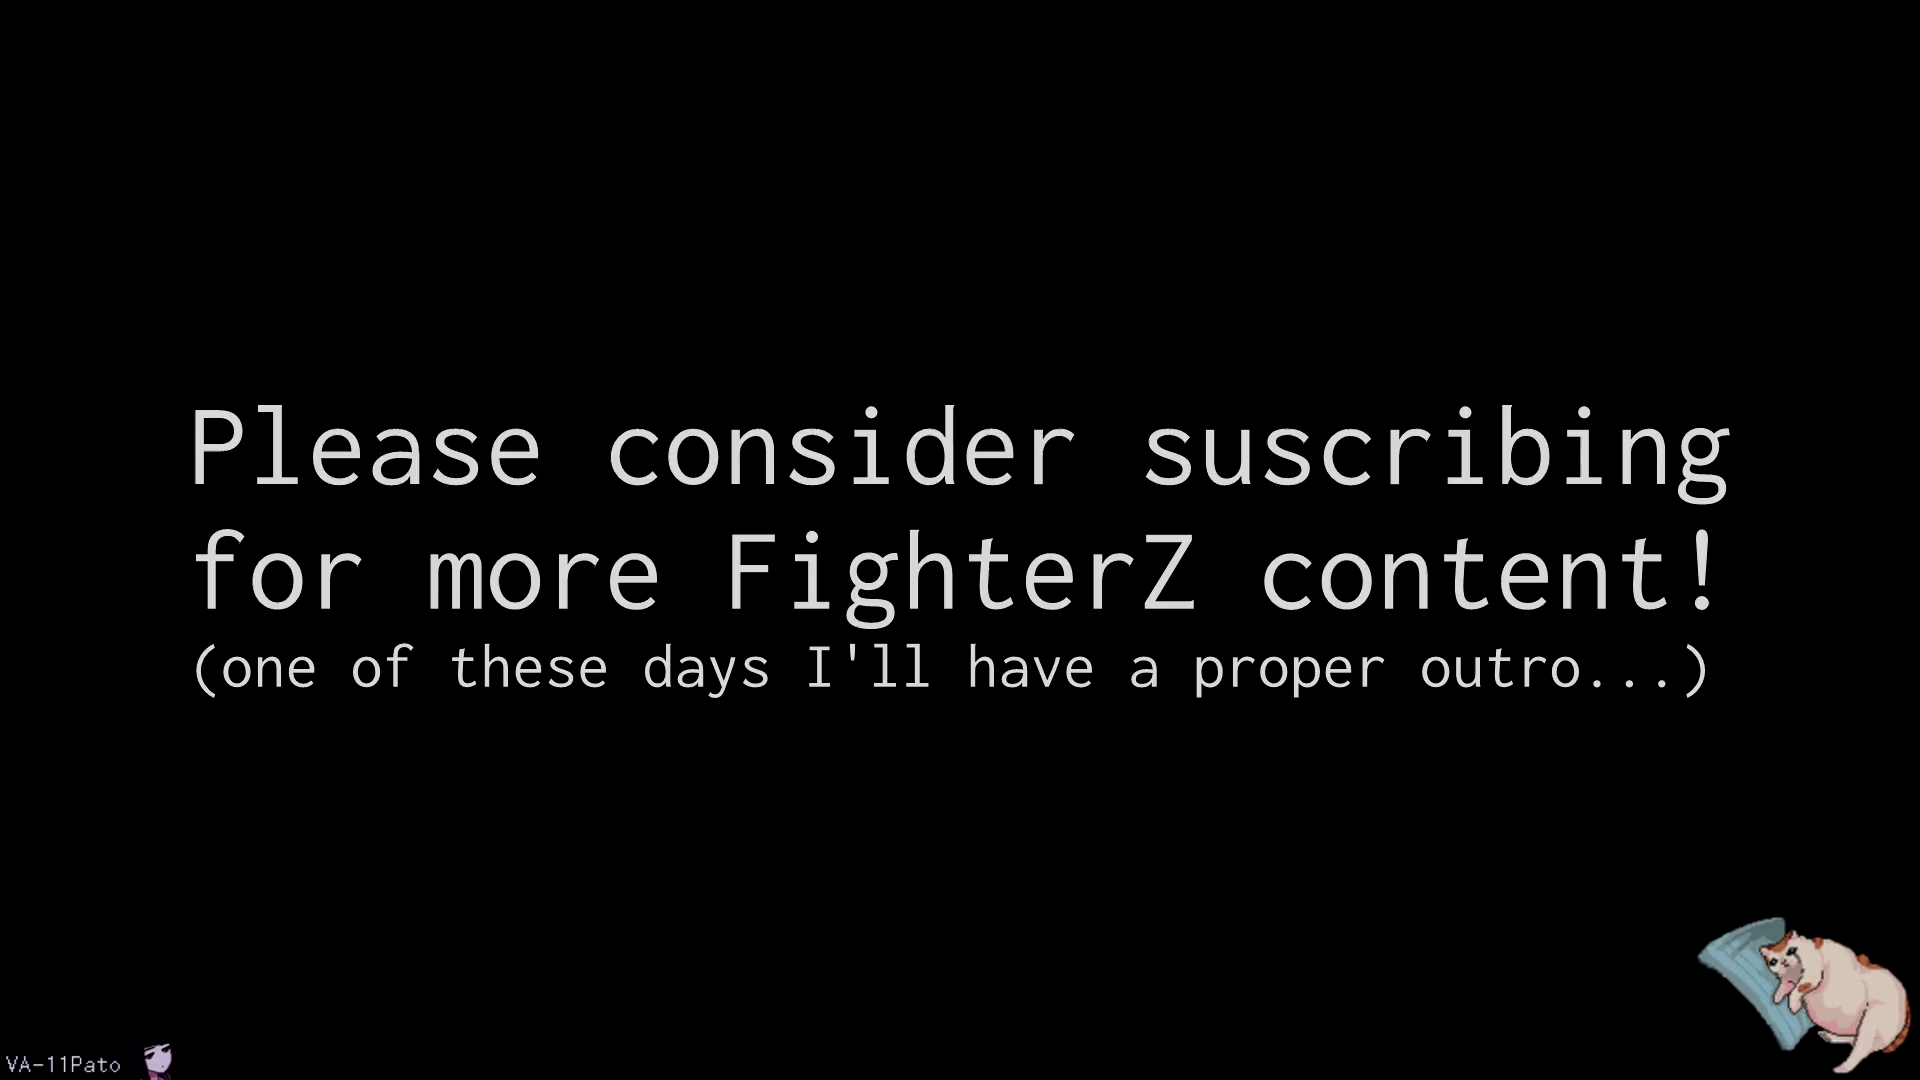 Please consider suscribing
for more FighterZ content!
(one of these days I'll have a proper outro...)
VA-11Pato